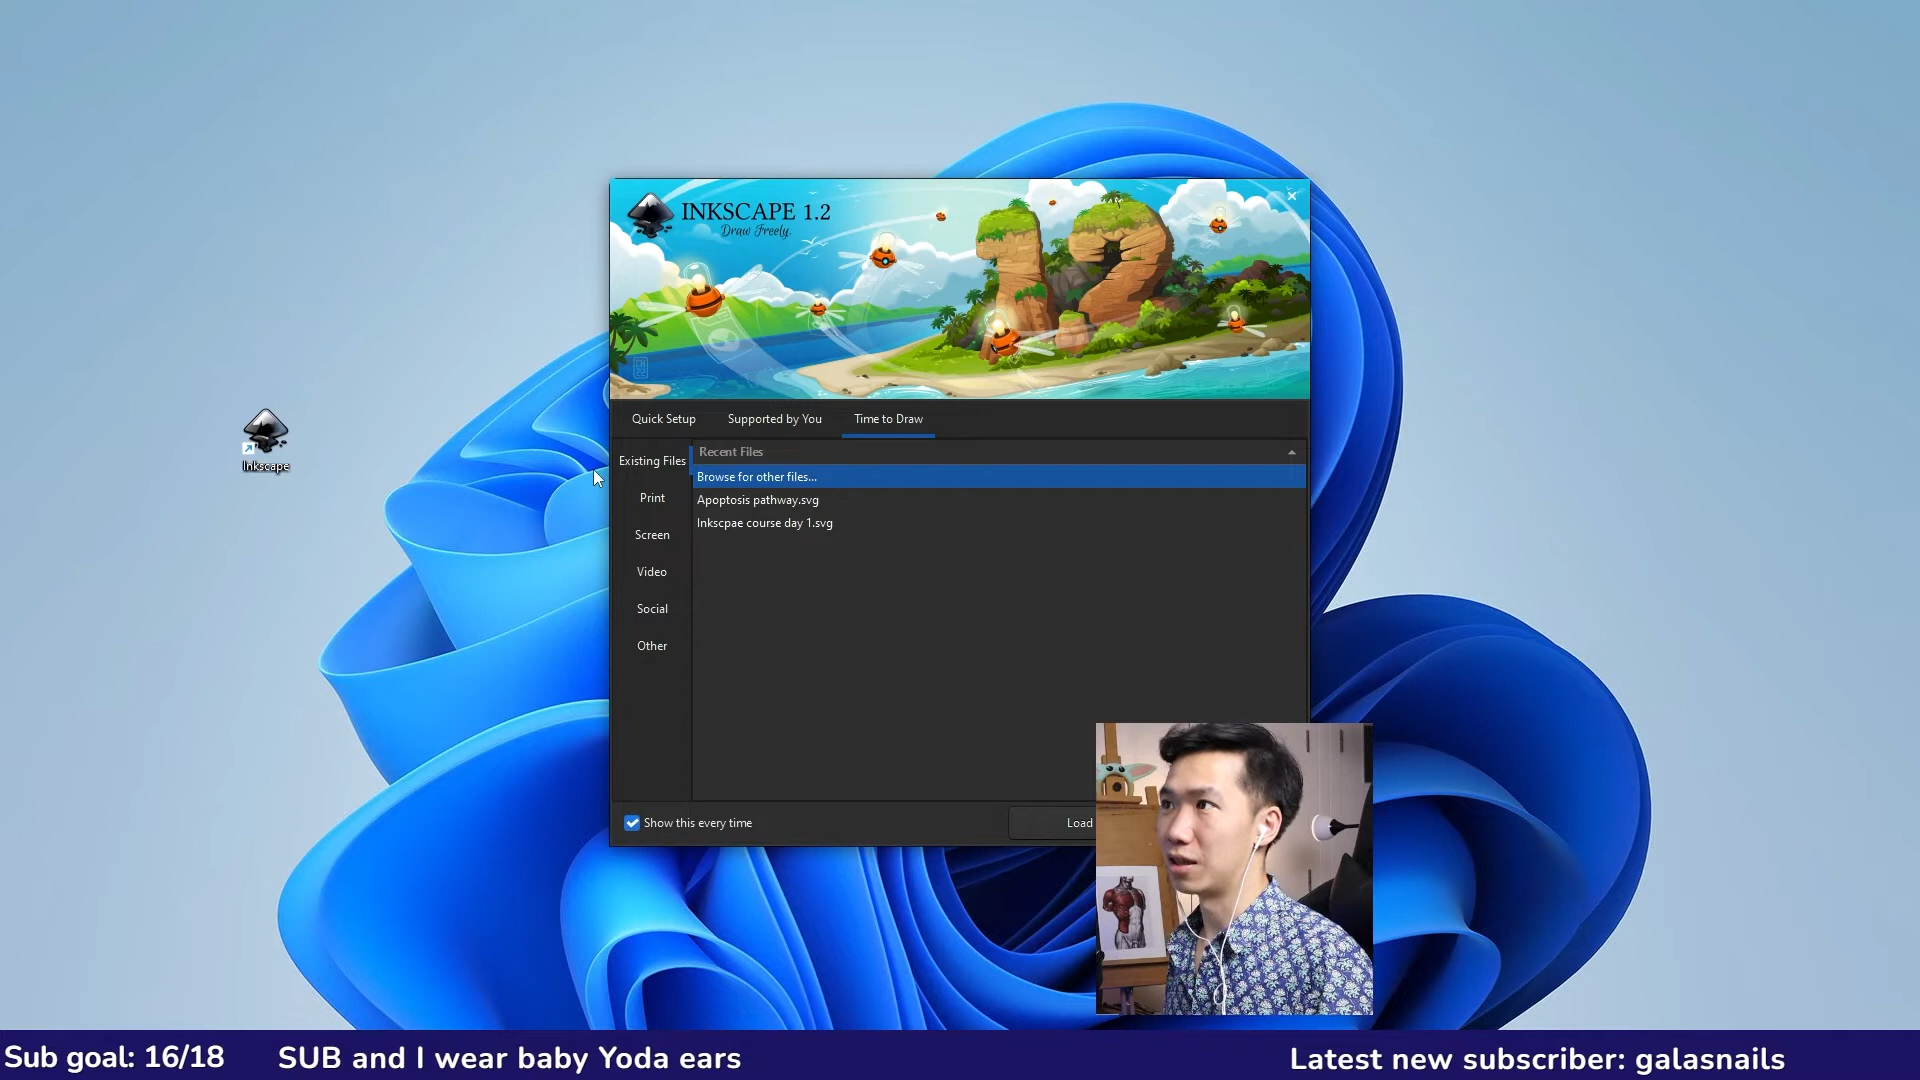 INKSCAPE 1.2
Draw Freely.
Quick Setup
Supported by You
Time to Draw
Existing Files
Print
Screen
Video
Social
Other
Recent Files
Browse for other files...
Apoptosis pathway.svg
Inkscpae course day 1.svg
Show this every time
Load
Inkscape
Sub goal: 16/18
SUB and I wear baby Yoda ears
Latest new subscriber: galasnails